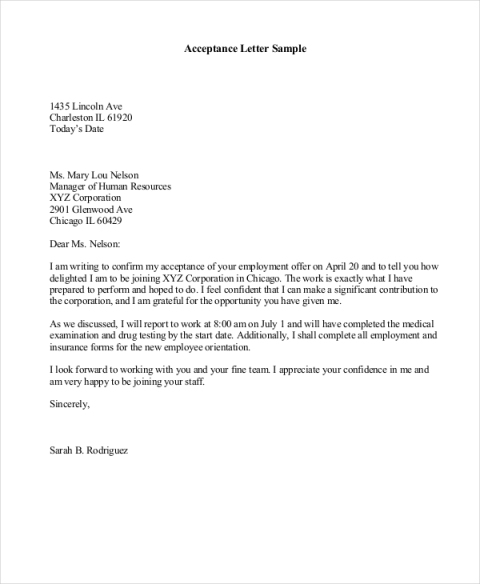 Acceptance Letter Sample
1435 Lincoln Ave
Charleston IL 61920
Today's Date
Ms. Mary Lou Nelson
Manager of Human Resources
XYZ Corporation
2901 Glenwood Ave
Chicago IL 60429
Dear Ms. Nelson:
I am writing to confirm my acceptance of your employment offer on April 20 and to tell you how
delighted I am to be joining XYZ Corporation in Chicago. The work is exactly what I have
prepared to perform and hoped to do. I feel confident that I can make a significant contribution to
the corporation, and I am grateful for the opportunity you have given me.
As we discussed, I will report to work at 8:00 am on July 1 and will have completed the medical
examination and drug testing by the start date. Additionally, I shall complete all employment and
insurance forms for the new employee orientation.
I look forward to working with you and your fine team. I appreciate your confidence in me and
am very happy to be joining your staff.
Sincerely,
Sarah B. Rodriguez